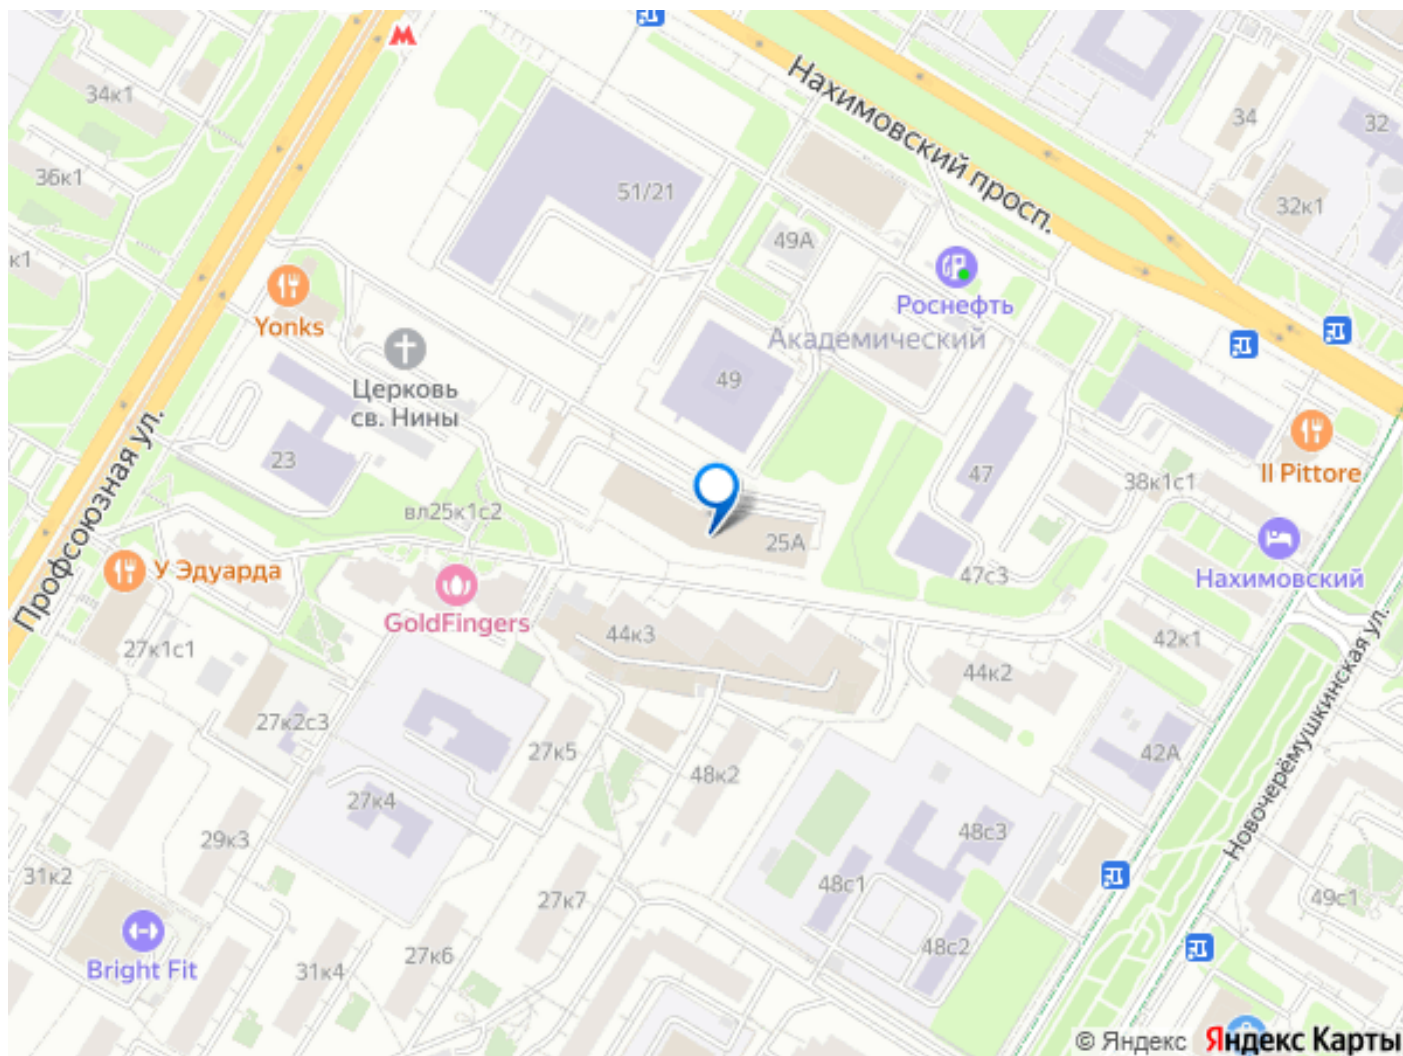 Нахимовский просп.
34к1
34
32
36к1
51/21
32к1
49А
к1
Роснефть
Yonks
Академический
Церковь
св. Нины
49
Профсоюзная ул.
23
47
38к1с1
Il Pittore
вл25к1с2
25А
У Эдуарда
47с3
Нахимовский
GoldFingers
44к3
42к1
27к1с1
44к2
Новочерёмушкинская ул.
27к2с3
27к5
48к2
42А
27к4
29к3
48с3
31к2
48с1
49с1
27к7
48с2
27к6
Bright Fit
31к4
© Яндекс Яндекс Карты